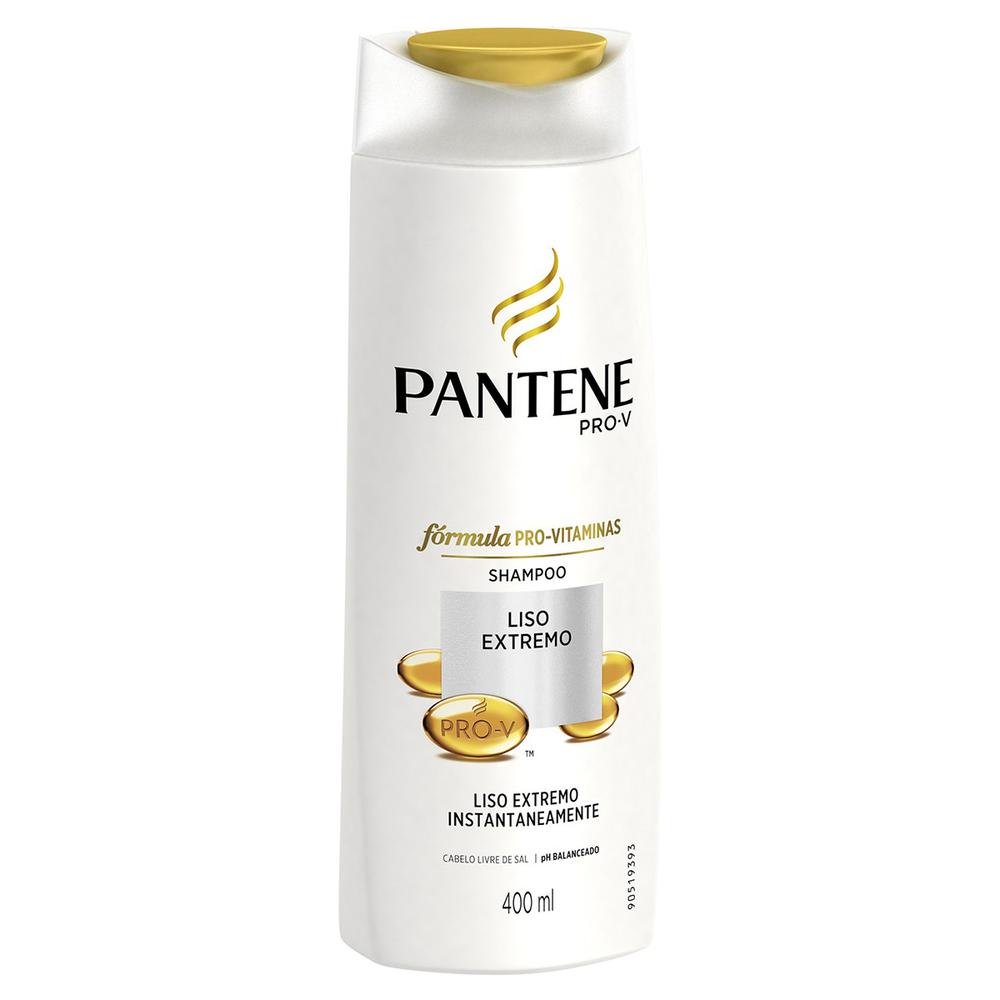 PANTENE
PRO-V
fórmula PRO-VITAMINAS
SHAMPOO
LISO
EXTREMO
PRO-V
TM
LISO EXTREMO
INSTANTANEAMENTE
CABELO LIVRE DE SAL | pH BALANCEADO
400 ml
90519393